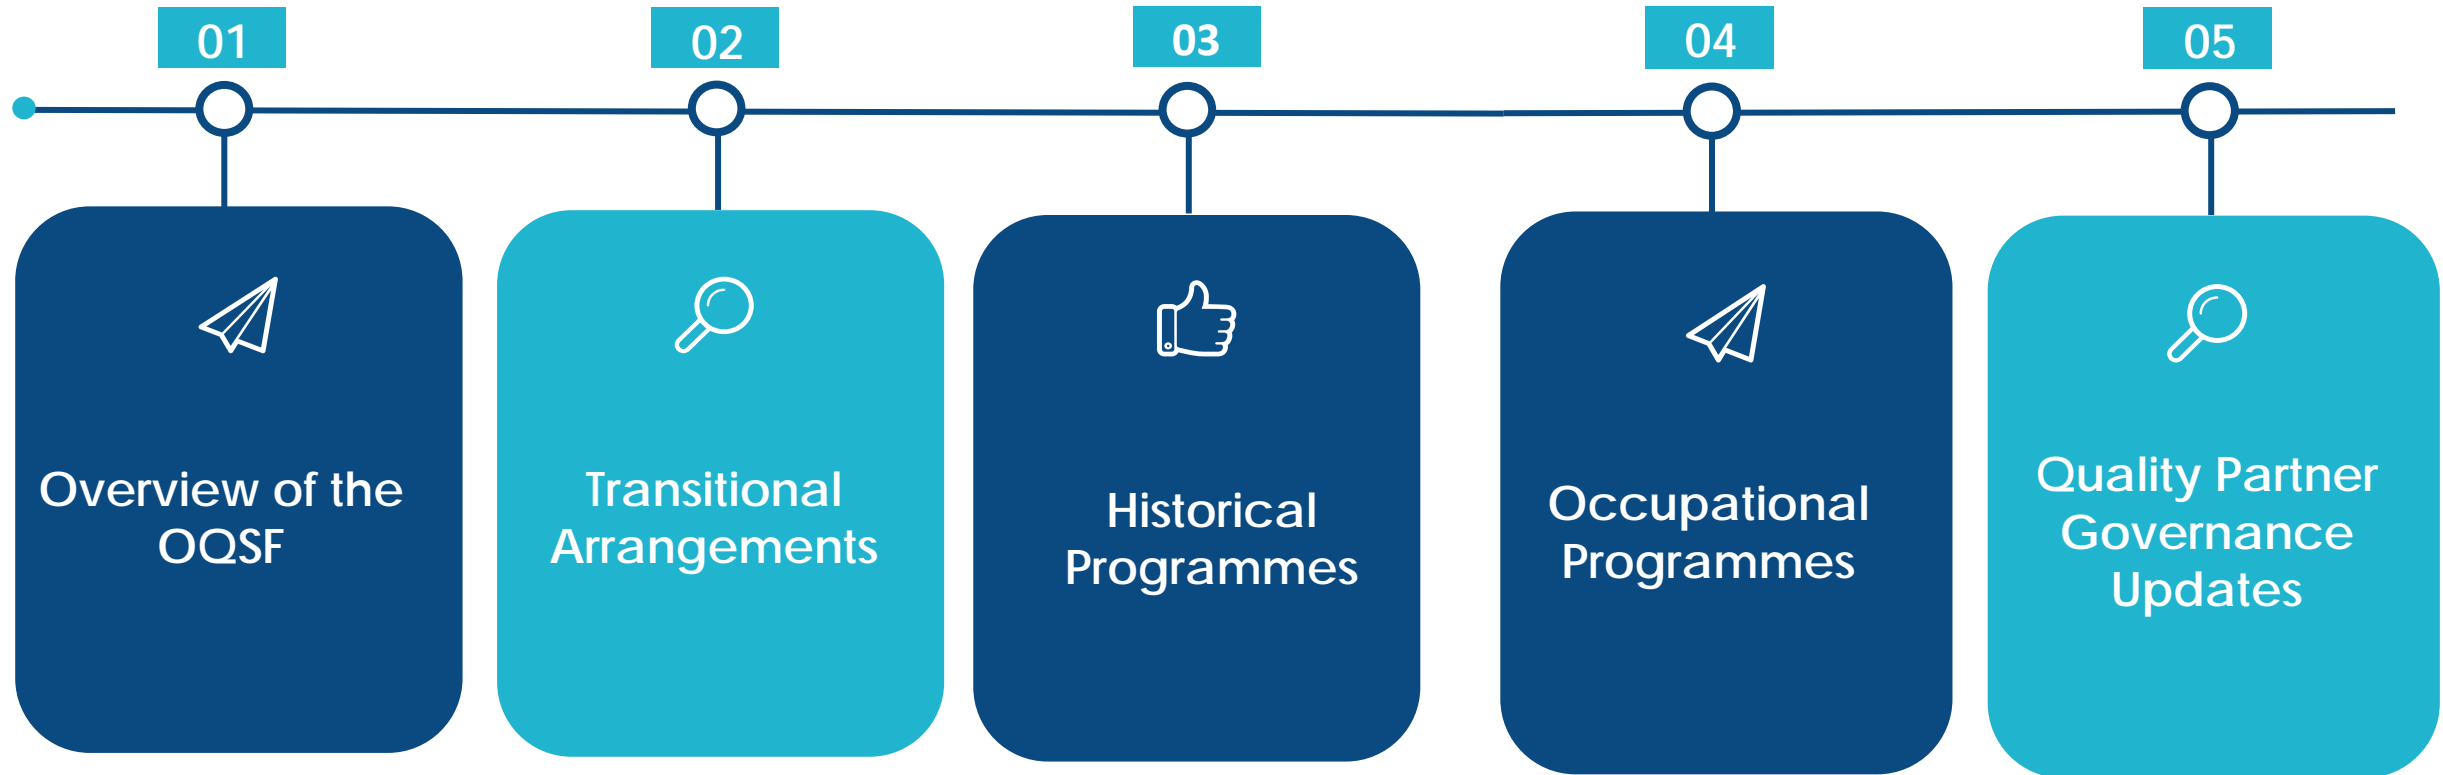 01
02
03
04
05
Overview of the
OQSF
Transitional
Arrangements
Historical
Programmes
Occupational
Programmes
Quality Partner
Governance
Updates